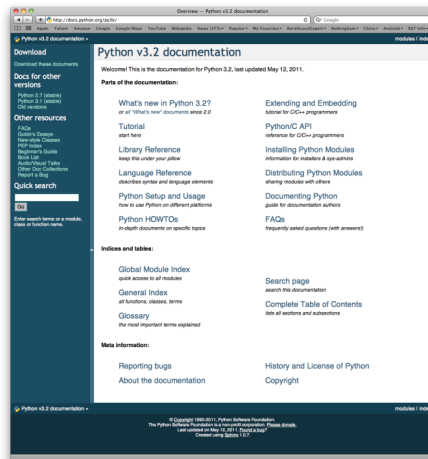 Overview — Python v3.2 documentation
http://docs.python.org/py3k/
Google
Apple Yahoo! Amazon Google Google Maps YouTube Wikipedia News (273) Popular My Favorites
Python v3.2 documentation »
modules |
Download
Download these documents
Docs for other
versions
Python 2.7 (stable)
Python 3.1 (stable)
Old versions
Other resources
FAQs
Guido's Essays
New-style Classes
PEP Index
Beginner's Guide
Book List
Audio/Visual Talks
Other Doc Collections
Report a Bug
Quick search
Go
Enter search terms or a module,
class or function name.
Python v3.2 documentation
Welcome! This is the documentation for Python 3.2, last updated May 12, 2011.
Parts of the documentation:
What's new in Python 3.2?
or all "What's new" documents since 2.0
Tutorial
start here
Library Reference
keep this under your pillow
Language Reference
describes syntax and language elements
Python Setup and Usage
how to use Python on different platforms
Python HOWTOs
in-depth documents on specific topics
Extending and Embedding
tutorial for C/C++ programmers
Python/C API
reference for C/C++ programmers
Installing Python Modules
information for installers & sys-admins
Distributing Python Modules
sharing modules with others
Documenting Python
guide for documentation authors
FAQs
frequently asked questions (with answers!)
Indices and tables:
Global Module Index
quick access to all modules
General Index
all functions, classes, terms
Glossary
the most important terms explained
Search page
search this documentation
Complete Table of Contents
lists all sections and subsections
Meta information:
Reporting bugs
About the documentation
History and License of Python
Copyright
Python v3.2 documentation »
modules |
© Copyright 1990-2011, Python Software Foundation.
The Python Software Foundation is a non-profit corporation. Please donate.
Last updated on May 12, 2011. Found a bug?
Created using Sphinx 1.0.7.